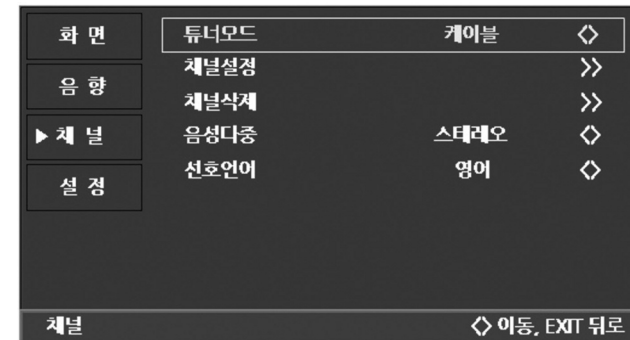 화면
튜너모드 케이블 <>
음향
채널설정 >>
채널삭제 >>
▶채널
음성다중 스테레오 <>
설정
선호언어 영어 <>
채널 <> 이동, EXIT 뒤로